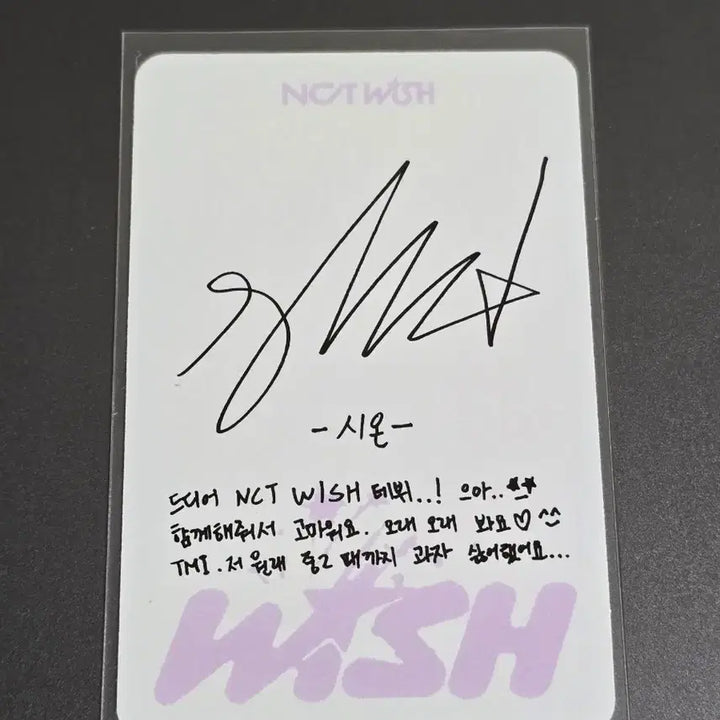 NCT WISH
-시온-
드디어 NCT WISH 데뷔..! 으아..
함께해줘서 고마워요. 오래 오래 봐요♡ ^^
TMI. 저 원래 중2 때까지 과자 싫어했어요...
WISH